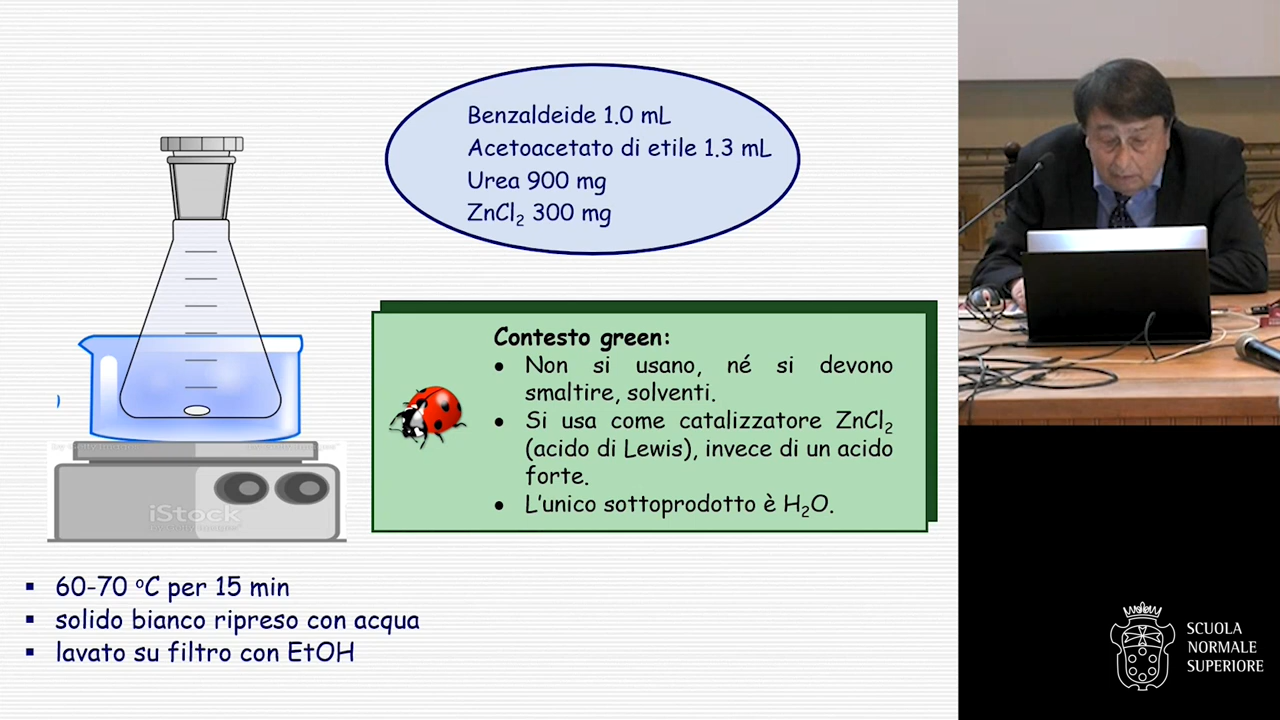 Benzaldeide 1.0 mL
Acetoacetato di etile 1.3 mL
Urea 900 mg
ZnCl₂ 300 mg
Contesto green:
• Non si usano, né si devono
smaltire, solventi.
• Si usa come catalizzatore ZnCl₂
(acido di Lewis), invece di un acido
forte.
• L'unico sottoprodotto è H₂O.
iStock
▪ 60-70 °C per 15 min
▪ solido bianco ripreso con acqua
▪ lavato su filtro con EtOH
SCUOLA
NORMALE
SUPERIORE